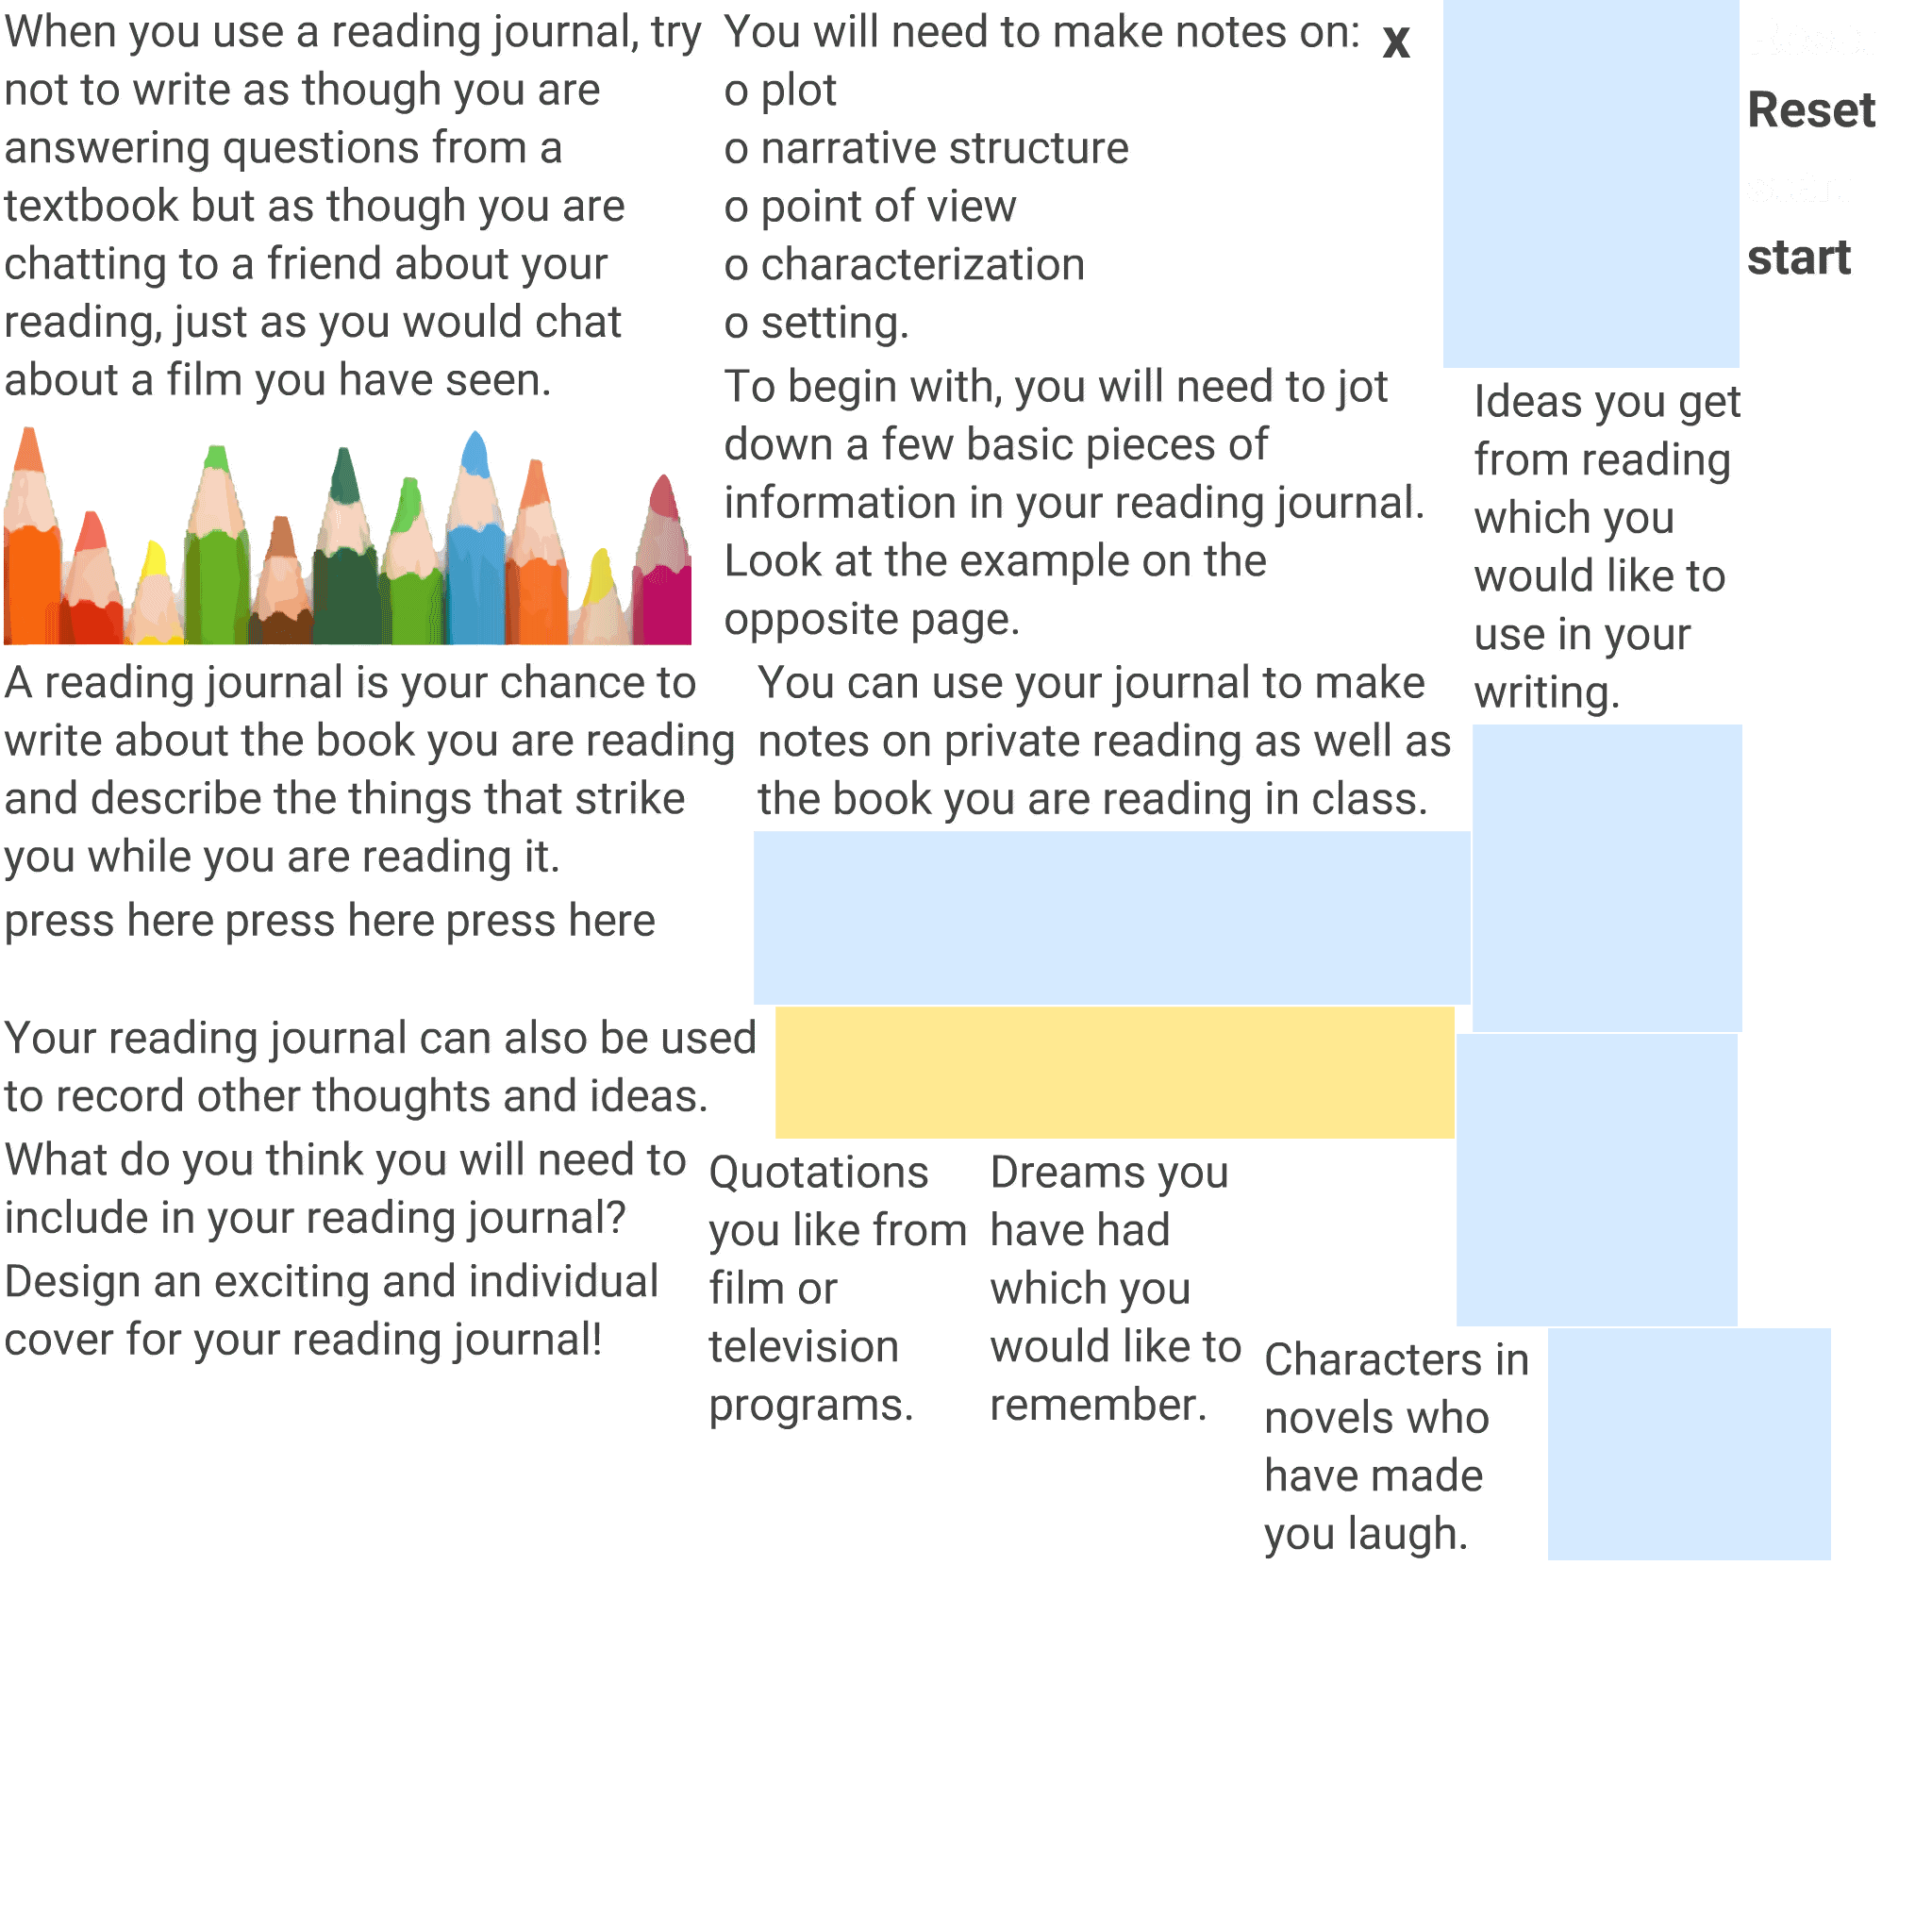 When you use a reading journal, try
not to write as though you are
answering questions from a
textbook but as though you are
chatting to a friend about your
reading, just as you would chat
about a film you have seen.
You will need to make notes on:
o plot
o narrative structure
o point of view
o characterization
o setting.
x
Reset
start
To begin with, you will need to jot
down a few basic pieces of
information in your reading journal.
Look at the example on the
opposite page.
Ideas you get
from reading
which you
would like to
use in your
writing.
A reading journal is your chance to
write about the book you are reading
and describe the things that strike
you while you are reading it.
You can use your journal to make
notes on private reading as well as
the book you are reading in class.
press here press here press here
Your reading journal can also be used
to record other thoughts and ideas.
What do you think you will need to
include in your reading journal?
Design an exciting and individual
cover for your reading journal!
Quotations
you like from
film or
television
programs.
Dreams you
have had
which you
would like to
remember.
Characters in
novels who
have made
you laugh.